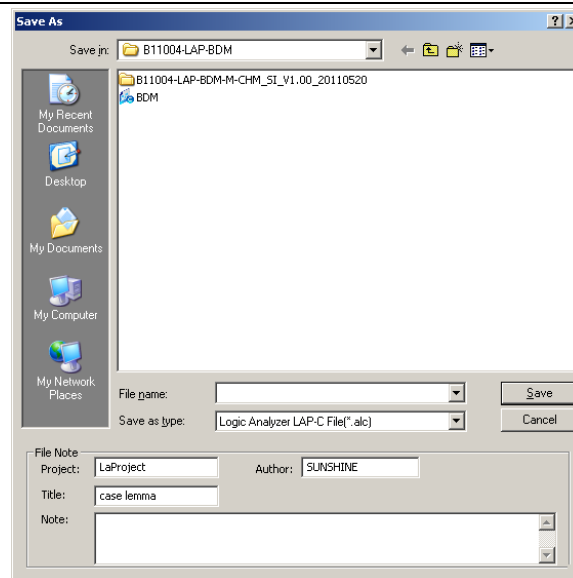 Save As
Save in: B11004-LAP-BDM
B11004-LAP-BDM-M-CHM_SI_V1.00_20110520
BDM
My Recent
Documents
Desktop
My Documents
My Computer
My Network
Places
File name: Save
Save as type: Logic Analyzer LAP-C File(*.alc) Cancel
File Note
Project: LaProject Author: SUNSHINE
Title: case lemma
Note: